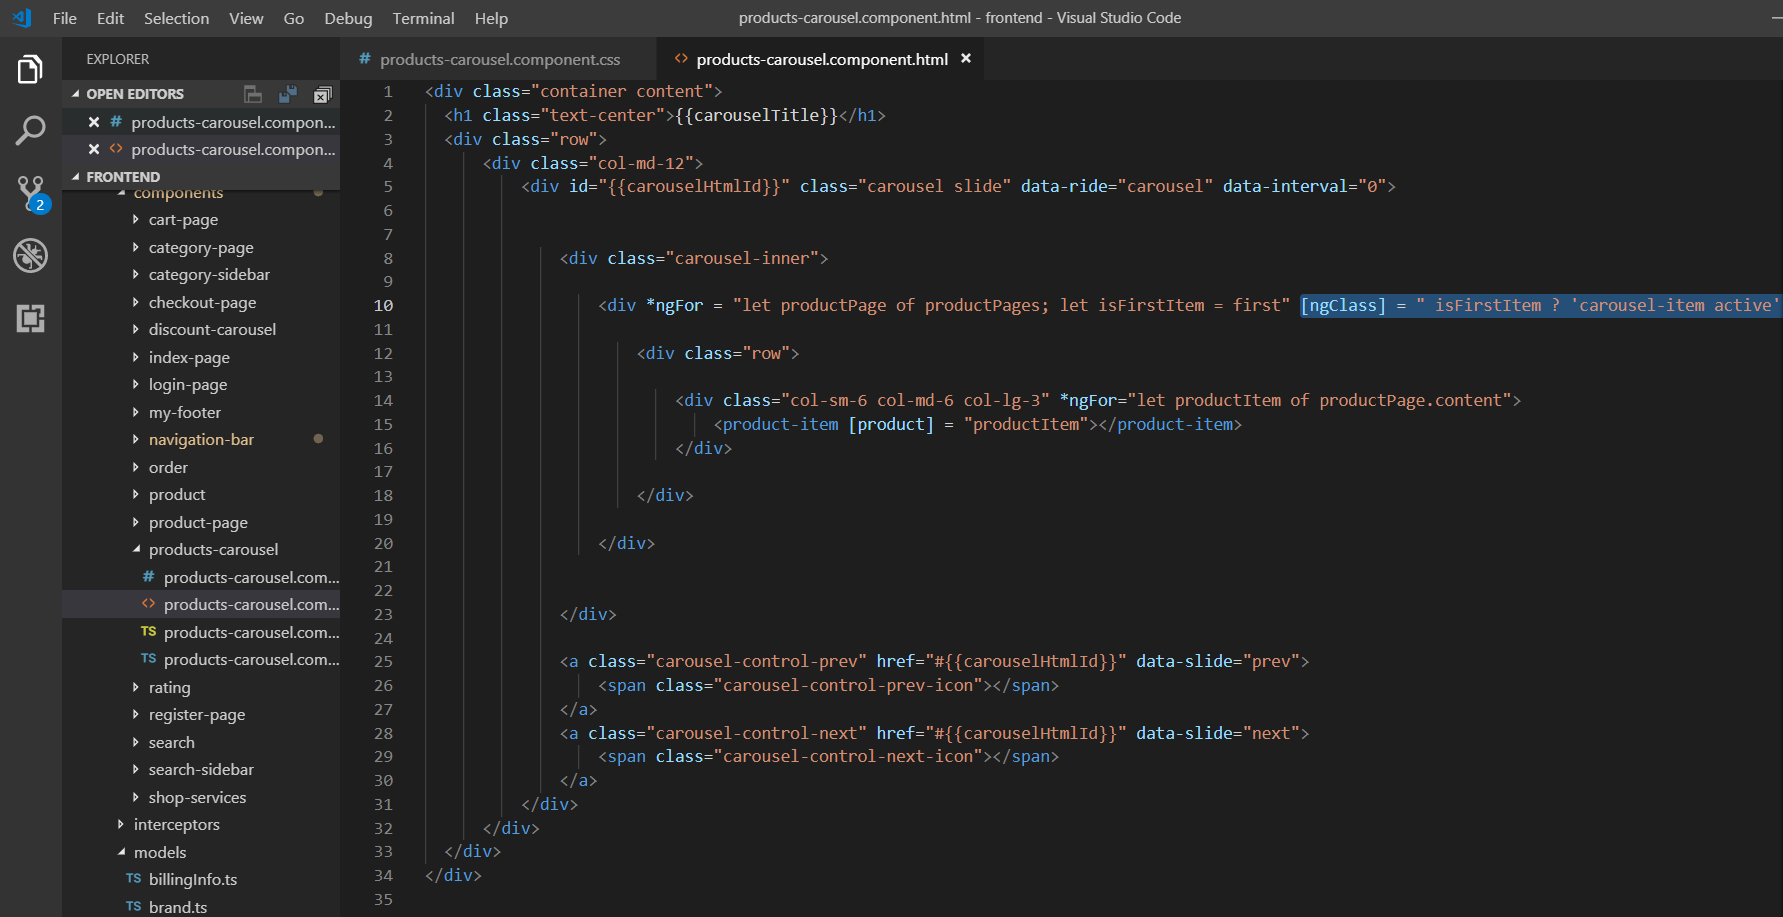 File Edit Selection View Go Debug Terminal Help products-carousel.component.html - frontend - Visual Studio Code
EXPLORER
OPEN EDITORS
# products-carousel.compon...
<> products-carousel.compon...
FRONTEND
components
cart-page
category-page
category-sidebar
checkout-page
discount-carousel
index-page
login-page
my-footer
navigation-bar
order
product
product-page
products-carousel
# products-carousel.com...
<> products-carousel.com...
TS products-carousel.com...
TS products-carousel.com...
rating
register-page
search
search-sidebar
shop-services
interceptors
models
TS billingInfo.ts
TS brand.ts
2
# products-carousel.component.css <> products-carousel.component.html ×
1 <div class="container content">
2 <h1 class="text-center">{{carouselTitle}}</h1>
3 <div class="row">
4 <div class="col-md-12">
5 <div id="{{carouselHtmlId}}" class="carousel slide" data-ride="carousel" data-interval="0">
6
7
8 <div class="carousel-inner">
9
10 <div *ngFor = "let productPage of productPages; let isFirstItem = first" [ngClass] = " isFirstItem ? 'carousel-item active'
11
12 <div class="row">
13
14 <div class="col-sm-6 col-md-6 col-lg-3" *ngFor="let productItem of productPage.content">
15 <product-item [product] = "productItem"></product-item>
16 </div>
17
18 </div>
19
20 </div>
21
22
23 </div>
24
25 <a class="carousel-control-prev" href="#{{carouselHtmlId}}" data-slide="prev">
26 <span class="carousel-control-prev-icon"></span>
27 </a>
28 <a class="carousel-control-next" href="#{{carouselHtmlId}}" data-slide="next">
29 <span class="carousel-control-next-icon"></span>
30 </a>
31 </div>
32 </div>
33 </div>
34 </div>
35